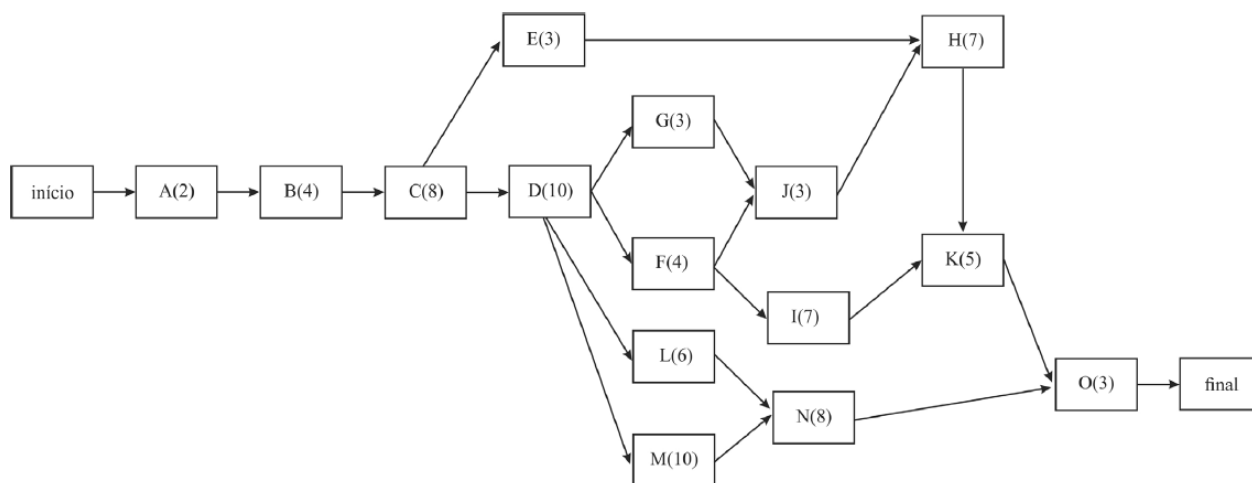 E(3)
H(7)
G(3)
início
A(2)
B(4)
C(8)
D(10)
J(3)
F(4)
K(5)
I(7)
L(6)
O(3)
final
N(8)
M(10)